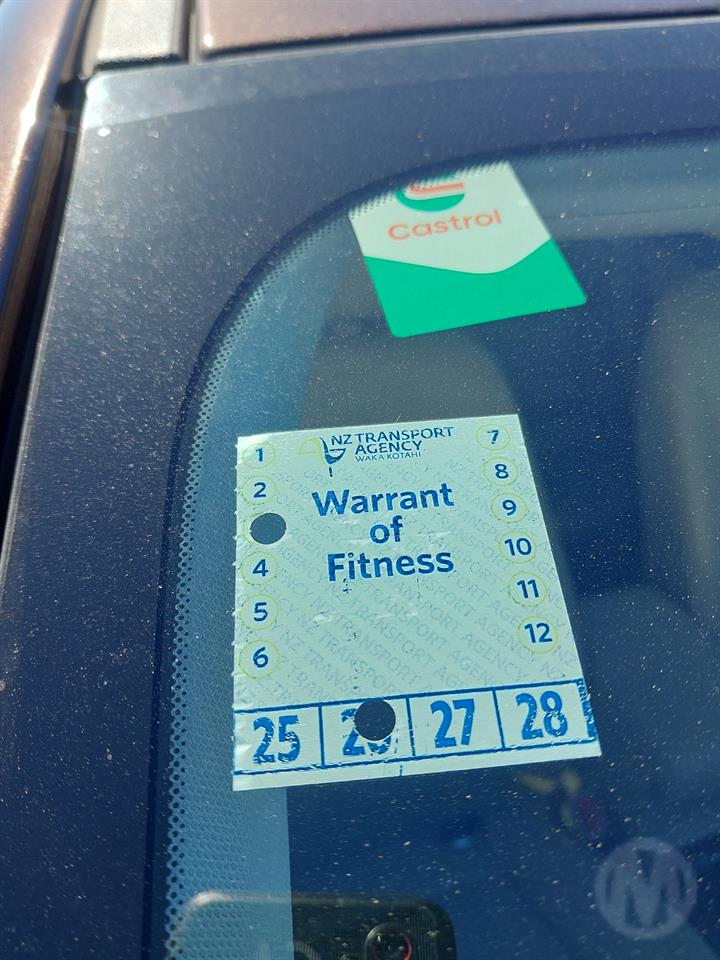 Castrol
NZ TRANSPORT
AGENCY
WAKA KOTAHI
Warrant
of
Fitness
1
2
4
5
6
7
8
9
10
11
12
25 26 27 28
M